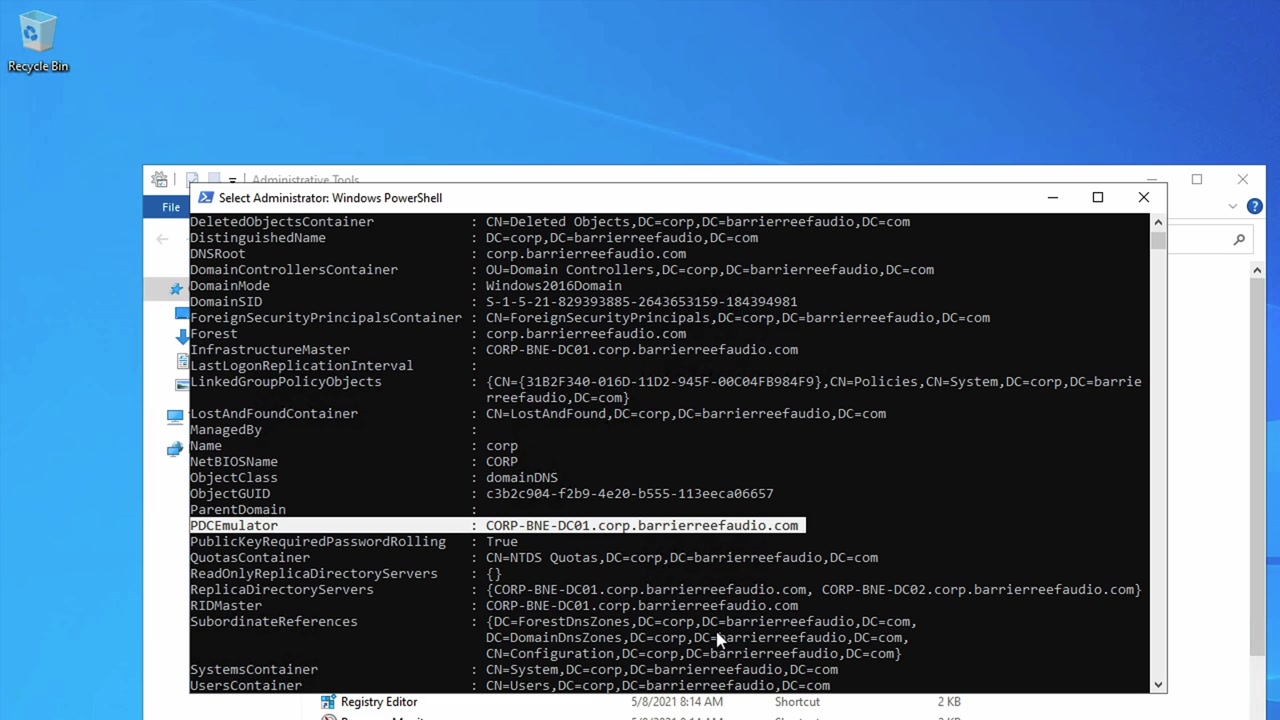 Recycle Bin
Administrative Tools
File
Select Administrator: Windows PowerShell
DeletedObjectsContainer : CN=Deleted Objects,DC=corp,DC=barrierreefaudio,DC=com
DistinguishedName : DC=corp,DC=barrierreefaudio,DC=com
DNSRoot : corp.barrierreefaudio.com
DomainControllersContainer : OU=Domain Controllers,DC=corp,DC=barrierreefaudio,DC=com
DomainMode : Windows2016Domain
DomainSID : S-1-5-21-829393885-2643653159-184394981
ForeignSecurityPrincipalsContainer : CN=ForeignSecurityPrincipals,DC=corp,DC=barrierreefaudio,DC=com
Forest : corp.barrierreefaudio.com
InfrastructureMaster : CORP-BNE-DC01.corp.barrierreefaudio.com
LastLogonReplicationInterval :
LinkedGroupPolicyObjects : {CN={31B2F340-016D-11D2-945F-00C04FB984F9},CN=Policies,CN=System,DC=corp,DC=barrie
rreefaudio,DC=com}
LostAndFoundContainer : CN=LostAndFound,DC=corp,DC=barrierreefaudio,DC=com
ManagedBy :
Name : corp
NetBIOSName : CORP
ObjectClass : domainDNS
ObjectGUID : c3b2c904-f2b9-4e20-b555-113eeca06657
ParentDomain :
PDCEmulator : CORP-BNE-DC01.corp.barrierreefaudio.com
PublicKeyRequiredPasswordRolling : True
QuotasContainer : CN=NTDS Quotas,DC=corp,DC=barrierreefaudio,DC=com
ReadOnlyReplicaDirectoryServers : {}
ReplicaDirectoryServers : {CORP-BNE-DC01.corp.barrierreefaudio.com, CORP-BNE-DC02.corp.barrierreefaudio.com}
RIDMaster : CORP-BNE-DC01.corp.barrierreefaudio.com
SubordinateReferences : {DC=ForestDnsZones,DC=corp,DC=barrierreefaudio,DC=com,
DC=DomainDnsZones,DC=corp,DC=barrierreefaudio,DC=com,
CN=Configuration,DC=corp,DC=barrierreefaudio,DC=com}
SystemsContainer : CN=System,DC=corp,DC=barrierreefaudio,DC=com
UsersContainer : CN=Users,DC=corp,DC=barrierreefaudio,DC=com
Registry Editor 5/8/2021 8:14 AM Shortcut 2 KB